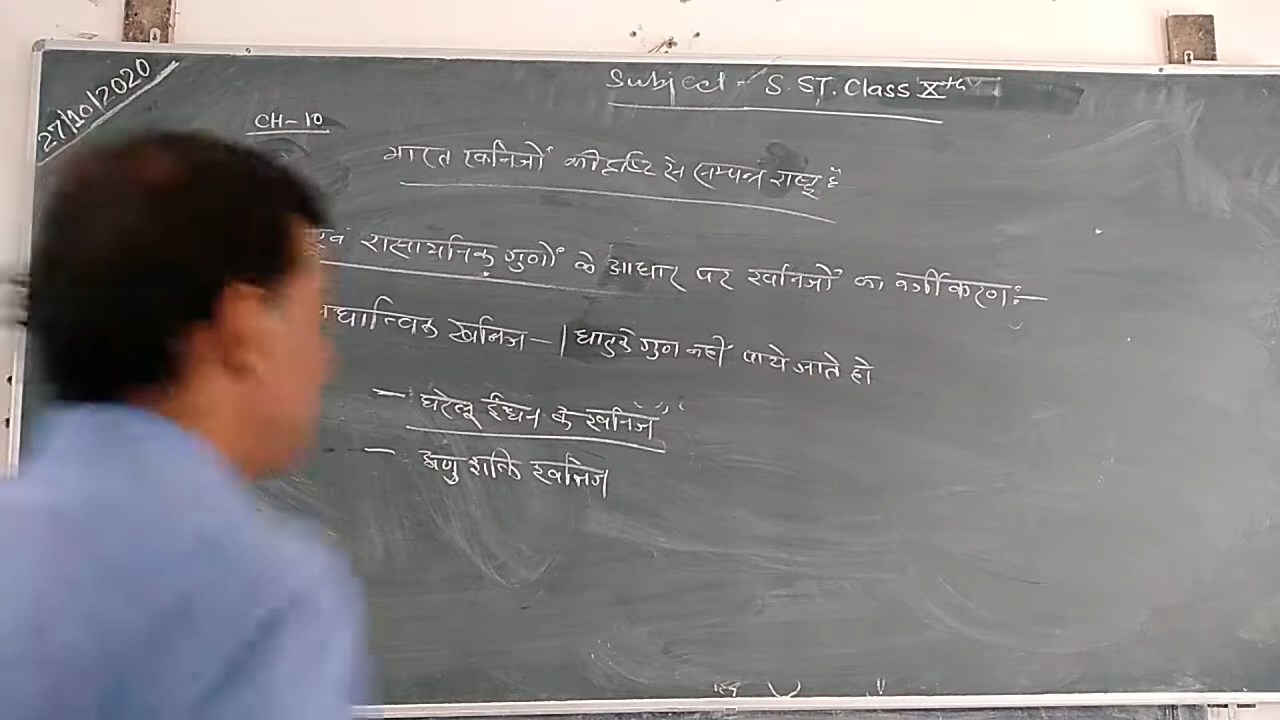 27/10/2020
Subject - S. ST. Class Xth
CH-10
भारत खनिजों की दृष्टि से सम्पन्न राष्ट्र है
एवं रासायनिक गुणों के आधार पर खनिजों का वर्गीकरण :-
धात्विक खनिज - | धातु के गुण नहीं पाये जाते हो
- घरेलू ईंधन के खनिज
- अणु शक्ति खनिज